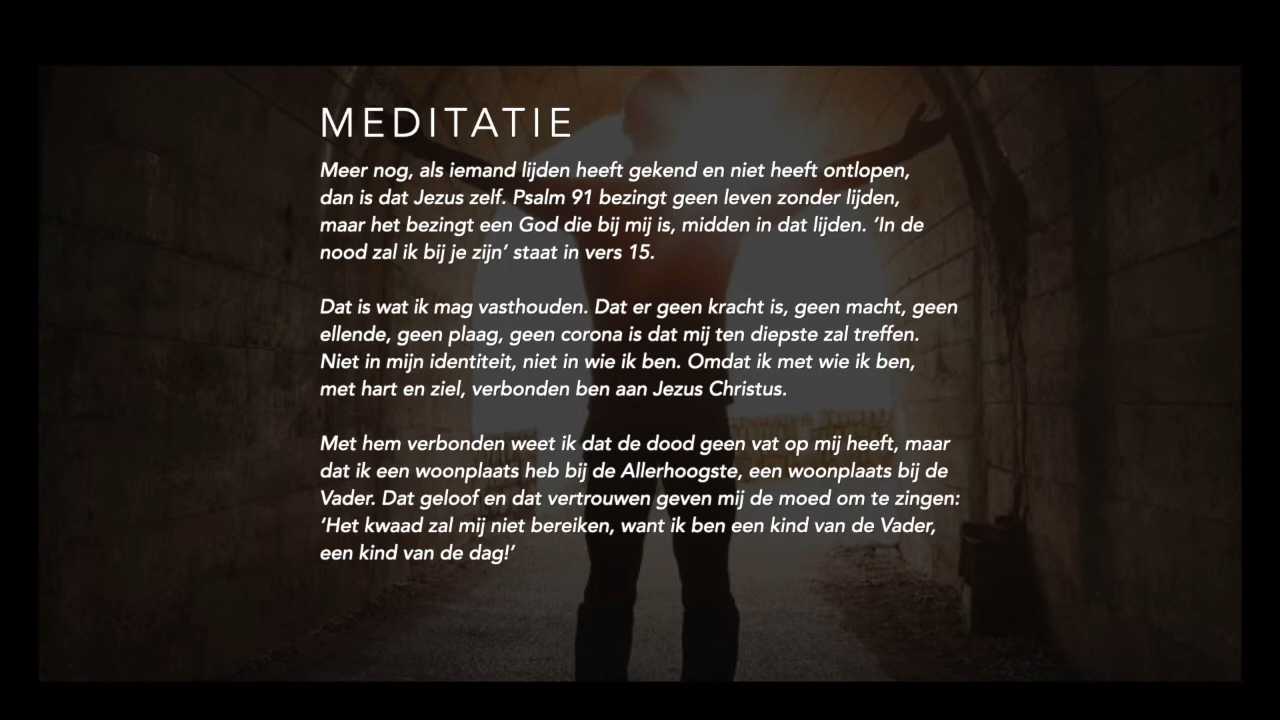 MEDITATIE
Meer nog, als iemand lijden heeft gekend en niet heeft ontlopen,
dan is dat Jezus zelf. Psalm 91 bezingt geen leven zonder lijden,
maar het bezingt een God die bij mij is, midden in dat lijden. ‘In de
nood zal ik bij je zijn’ staat in vers 15.
Dat is wat ik mag vasthouden. Dat er geen kracht is, geen macht, geen
ellende, geen plaag, geen corona is dat mij ten diepste zal treffen.
Niet in mijn identiteit, niet in wie ik ben. Omdat ik met wie ik ben,
met hart en ziel, verbonden ben aan Jezus Christus.
Met hem verbonden weet ik dat de dood geen vat op mij heeft, maar
dat ik een woonplaats heb bij de Allerhoogste, een woonplaats bij de
Vader. Dat geloof en dat vertrouwen geven mij de moed om te zingen:
‘Het kwaad zal mij niet bereiken, want ik ben een kind van de Vader,
een kind van de dag!’